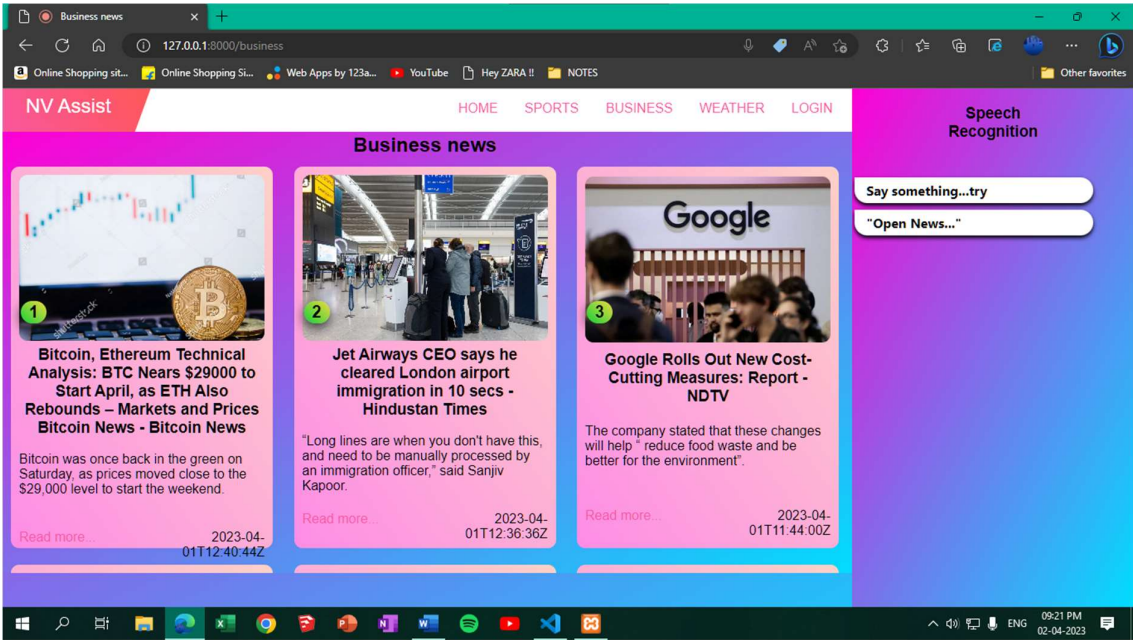 Business news
127.0.0.1:8000/business
Online Shopping sit...
Online Shopping Si...
Web Apps by 123a...
YouTube
Hey ZARA !!
NOTES
Other favorites
NV Assist
HOME
SPORTS
BUSINESS
WEATHER
LOGIN
Business news
1
Bitcoin, Ethereum Technical
Analysis: BTC Nears $29000 to
Start April, as ETH Also
Rebounds – Markets and Prices
Bitcoin News - Bitcoin News
Bitcoin was once back in the green on
Saturday, as prices moved close to the
$29,000 level to start the weekend.
Read more...
2023-04-
01T12:40:44Z
2
Jet Airways CEO says he
cleared London airport
immigration in 10 secs -
Hindustan Times
“Long lines are when you don't have this,
and need to be manually processed by
an immigration officer,” said Sanjiv
Kapoor.
Read more...
2023-04-
01T12:36:36Z
Google
3
Google Rolls Out New Cost-
Cutting Measures: Report -
NDTV
The company stated that these changes
will help “ reduce food waste and be
better for the environment”.
Read more...
2023-04-
01T11:44:00Z
Speech
Recognition
Say something...try
"Open News..."
ENG
09:21 PM
02-04-2023